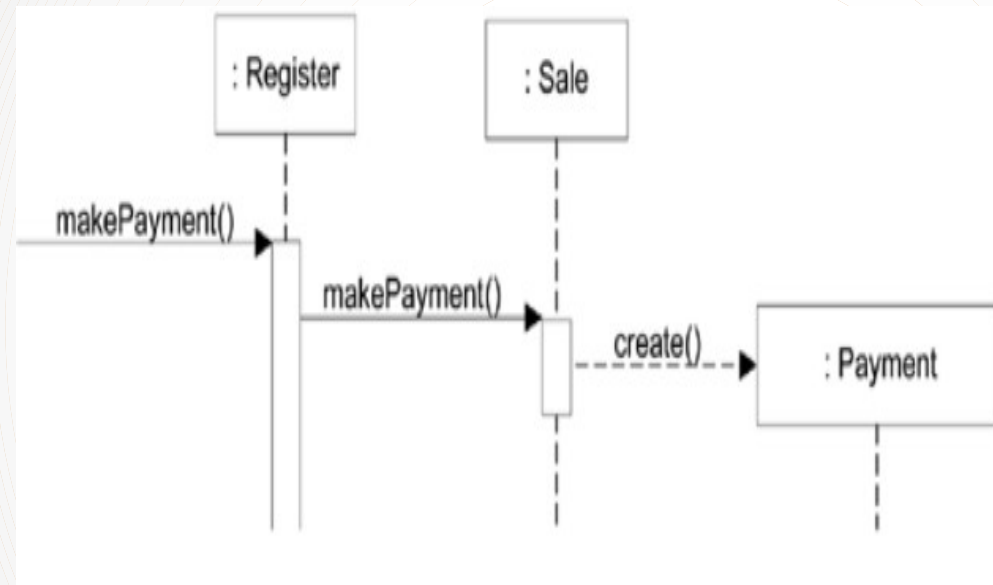 : Register
: Sale
makePayment()
makePayment()
create()
: Payment